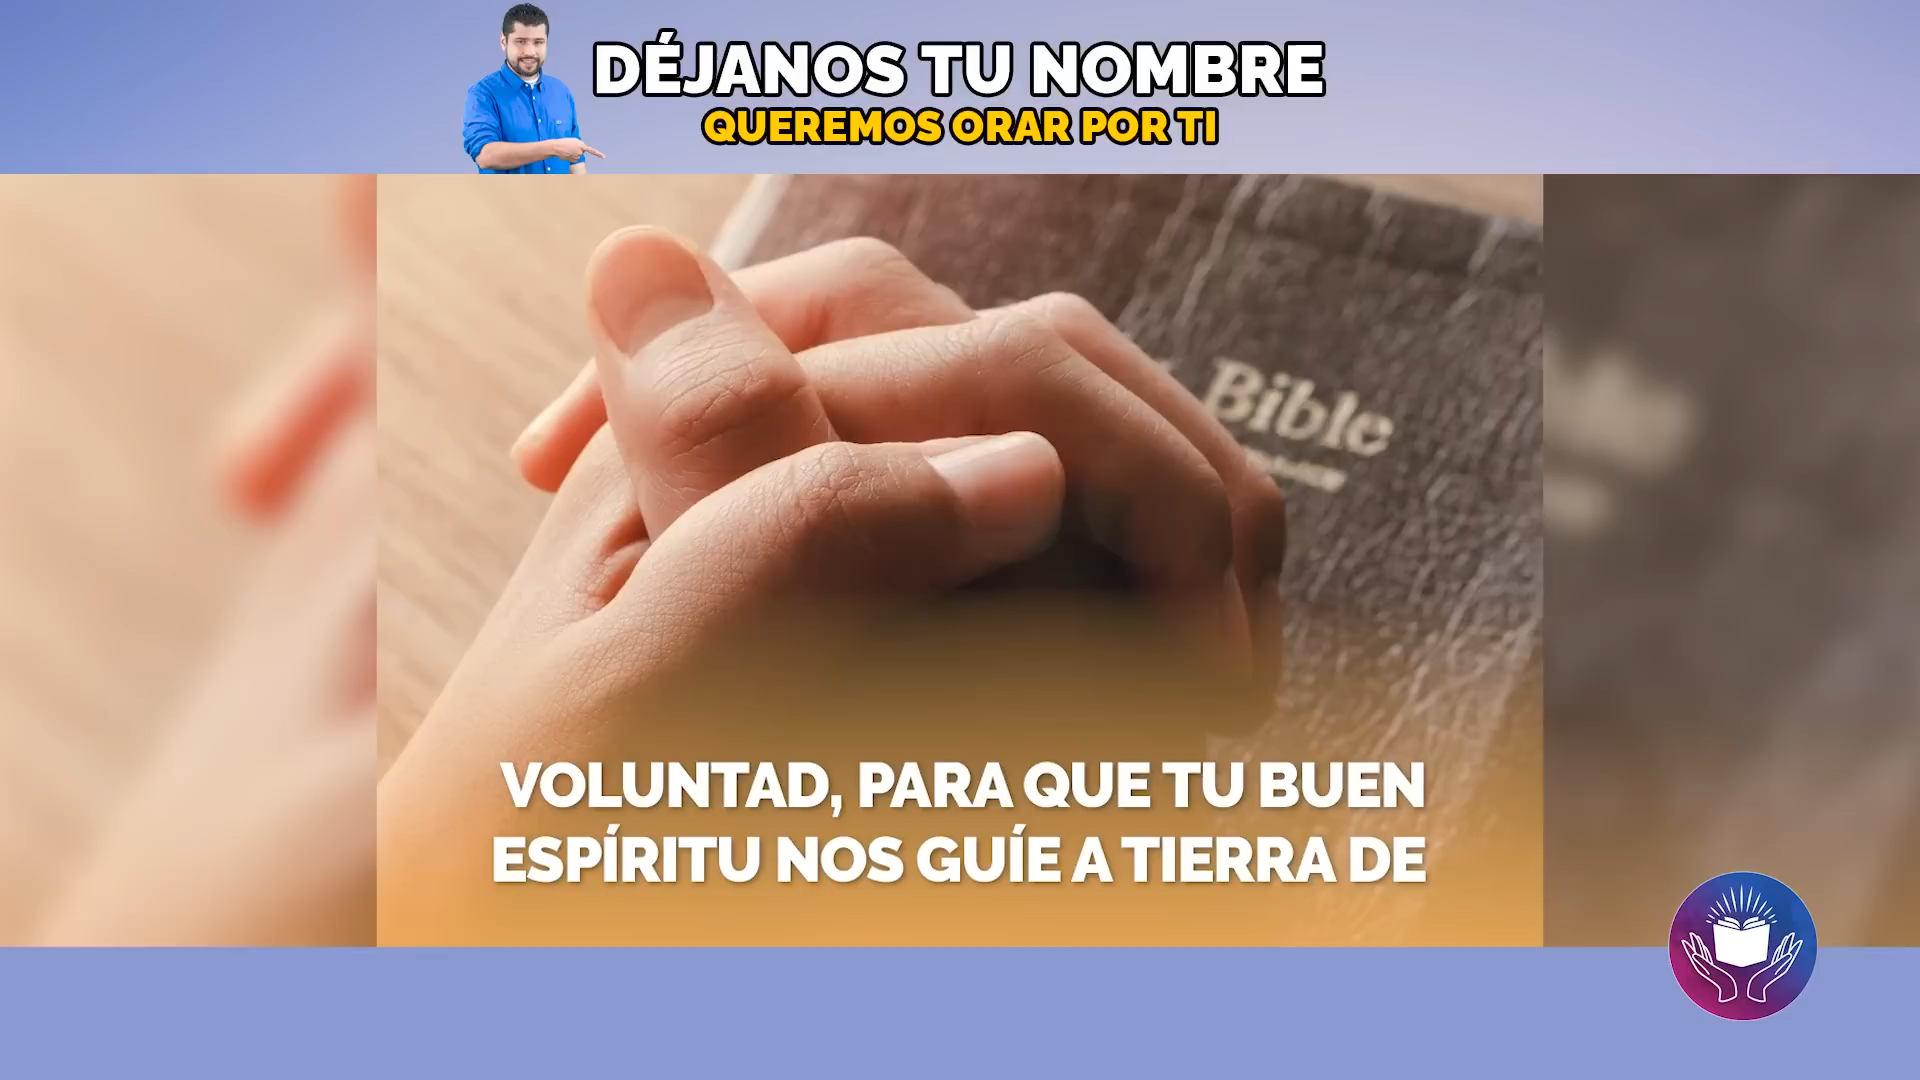 DÉJANOS TU NOMBRE
QUEREMOS ORAR POR TI
Bible
VOLUNTAD, PARA QUE TU BUEN
ESPÍRITU NOS GUÍE A TIERRA DE